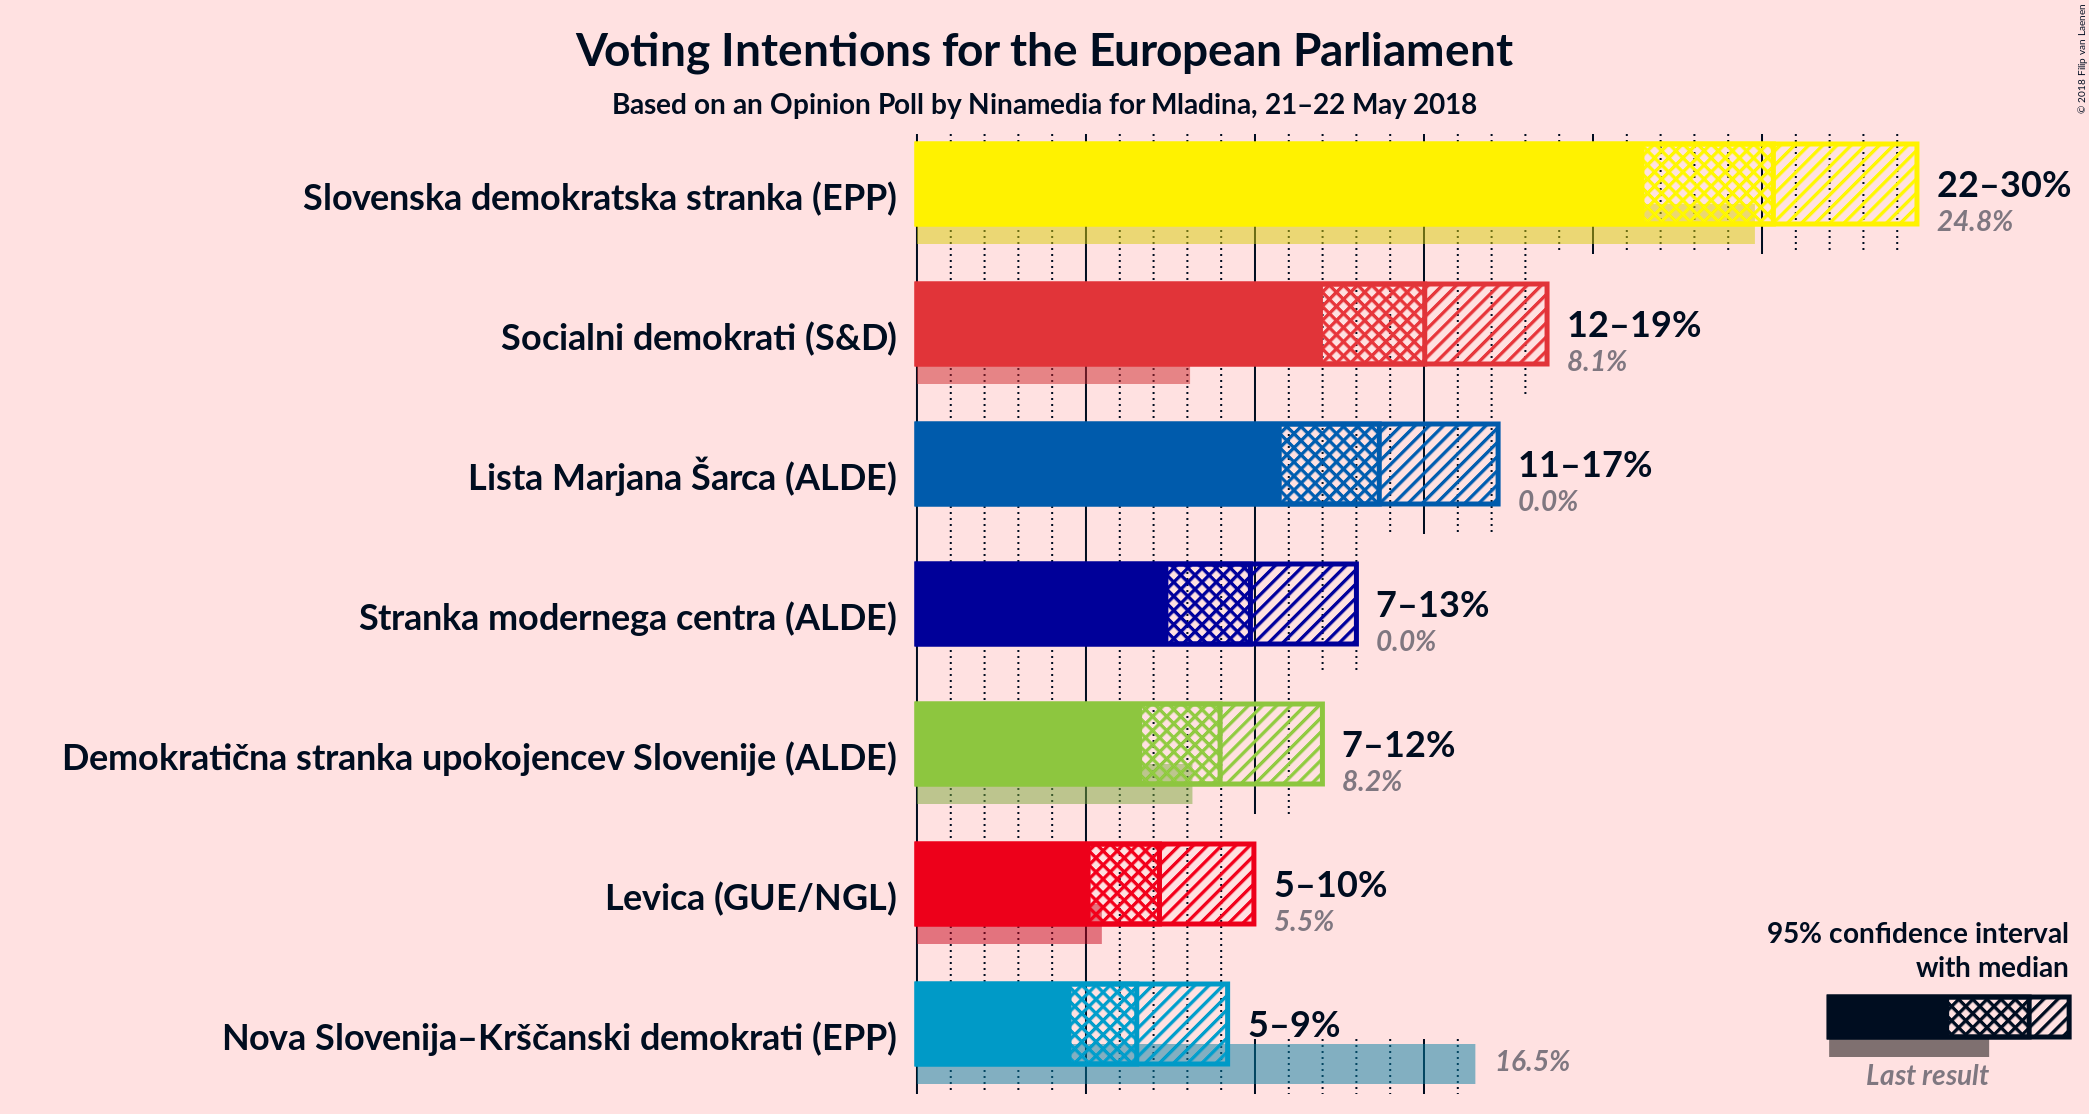 Voting Intentions for the European Parliament
Based on an Opinion Poll by Ninamedia for Mladina, 21–22 May 2018
© 2018 Filip van Laenen
Slovenska demokratska stranka (EPP)
22–30%
24.8%
Socialni demokrati (S&D)
12–19%
8.1%
Lista Marjana Šarca (ALDE)
11–17%
0.0%
Stranka modernega centra (ALDE)
7–13%
0.0%
Demokratična stranka upokojencev Slovenije (ALDE)
7–12%
8.2%
Levica (GUE/NGL)
5–10%
5.5%
Nova Slovenija–Krščanski demokrati (EPP)
5–9%
16.5%
95% confidence interval
with median
Last result